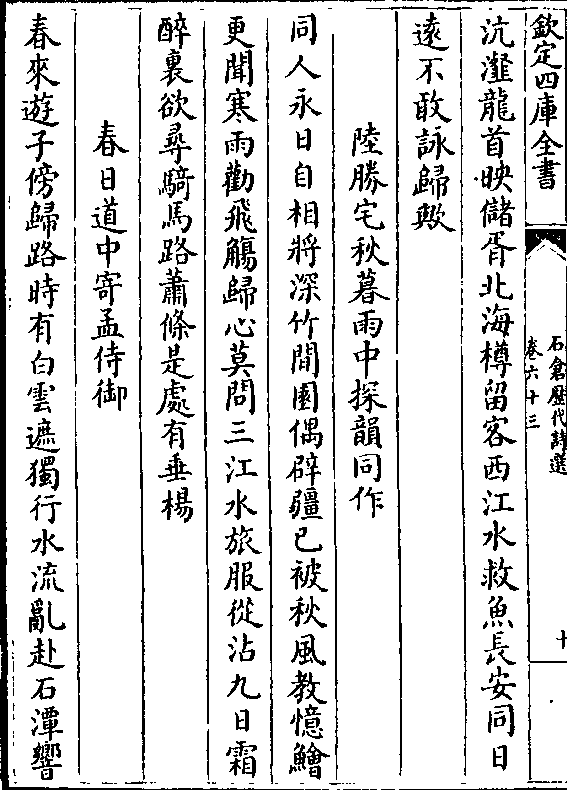 欽定四庫全書
石倉歷代詩選
卷六十三
十
沆瀣龍首映儲胥北海樽留客西江水救魚長安同日
遠不敢詠歸歟
陸勝宅秋暮雨中探韻同作
同人永日自相將深竹間園偶辟疆已被秋風教憶鱠
更聞寒雨勸飛觴歸心莫問三江水旅服從沾九日霜
醉裏欲尋騎馬路蕭條是處有垂楊
春日道中寄孟侍御
春來遊子傍歸路時有白雲遮獨行水流亂赴石潭響